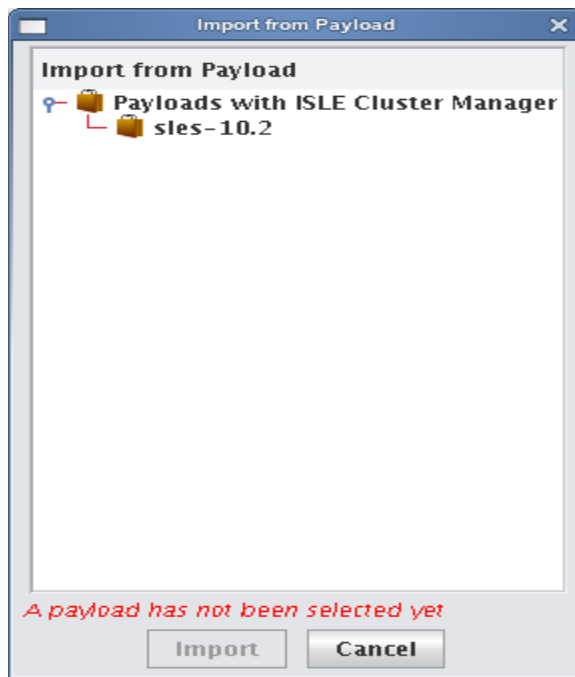 Import from Payload
Import from Payload
Payloads with ISLE Cluster Manager
sles-10.2
A payload has not been selected yet
Import
Cancel